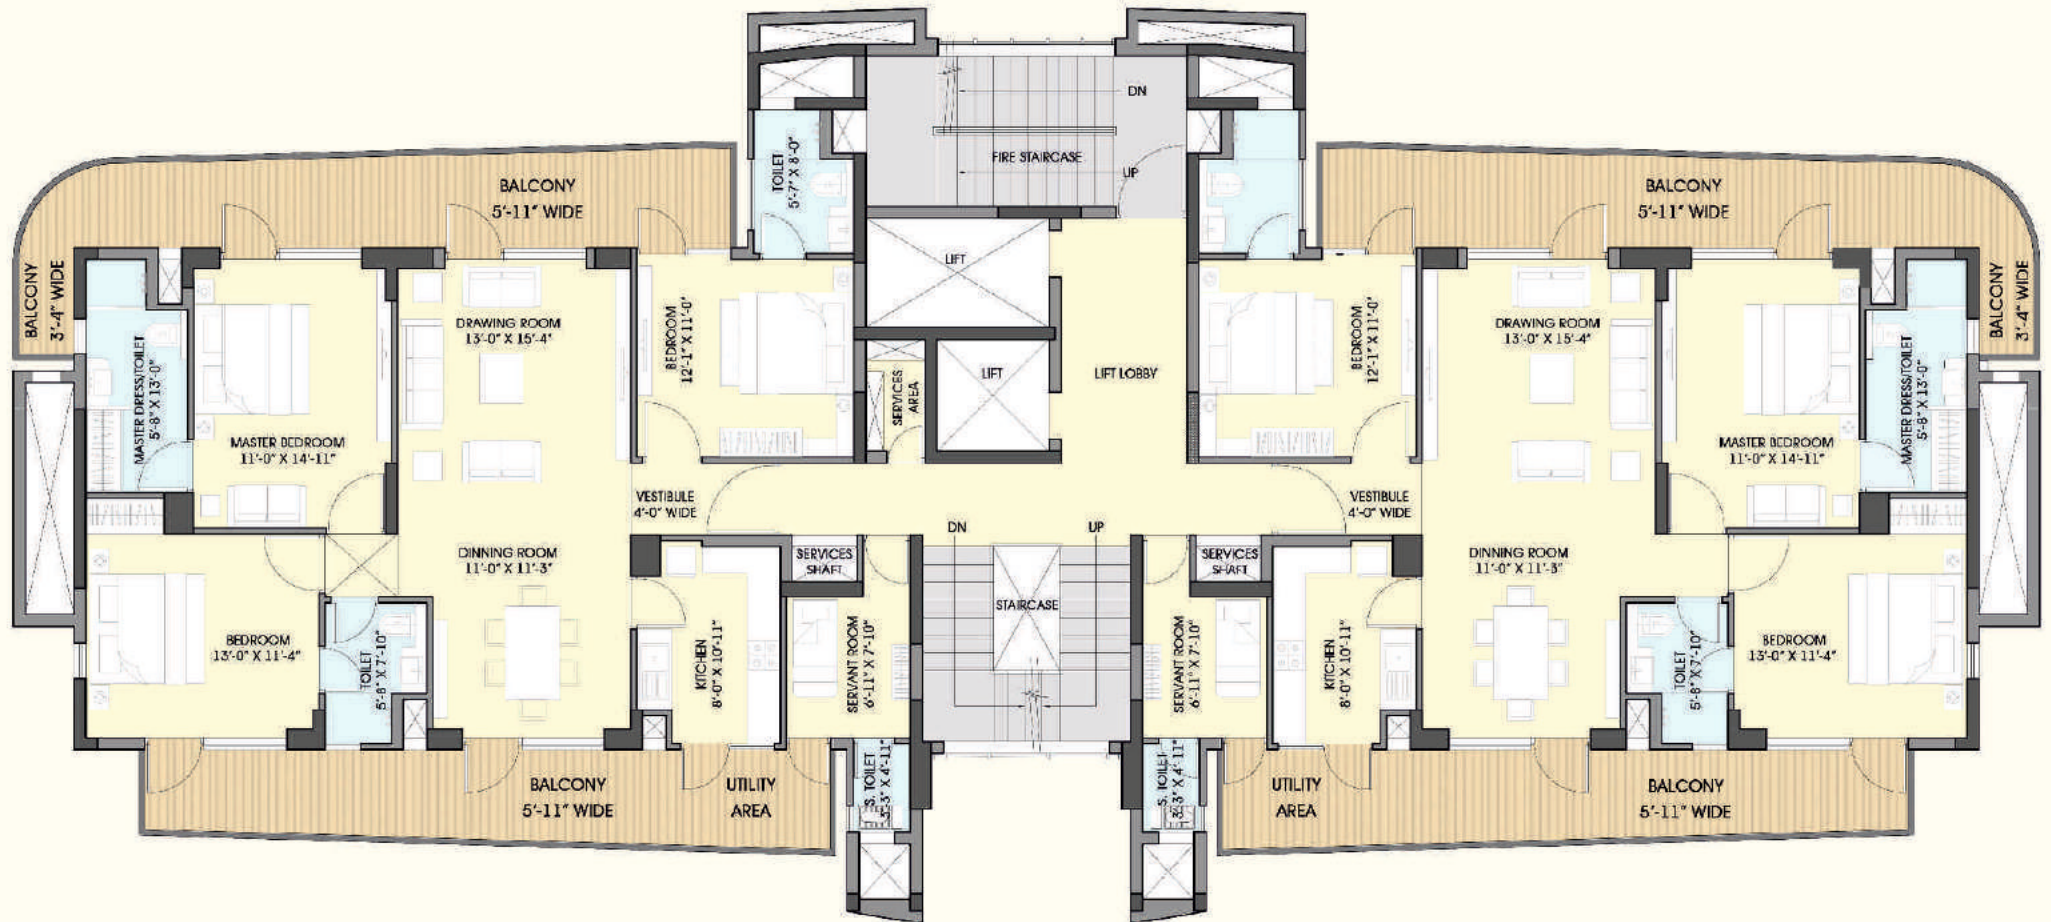 DN
FIRE STAIRCASE
UP
TOILET
5'-7" X 8'-0"
BALCONY
5'-11" WIDE
BALCONY
5'-11" WIDE
BALCONY
3'-4" WIDE
BALCONY
3'-4" WIDE
LIFT
LIFT
LIFT LOBBY
SERVICES
AREA
MASTER DRESS/TOILET
5'-8" X 13'-0"
MASTER BEDROOM
11'-0" X 14'-11"
DRAWING ROOM
13'-0" X 15'-4"
BEDROOM
12'-1" X 11'-0"
BEDROOM
12'-1" X 11'-0"
DRAWING ROOM
13'-0" X 15'-4"
MASTER BEDROOM
11'-0" X 14'-11"
MASTER DRESS/TOILET
5'-8" X 13'-0"
VESTIBULE
4'-0" WIDE
VESTIBULE
4'-0" WIDE
DN
UP
DINNING ROOM
11'-0" X 11'-3"
SERVICES
SHAFT
SERVICES
SHAFT
DINNING ROOM
11'-0" X 11'-3"
STAIRCASE
BEDROOM
13'-0" X 11'-4"
TOILET
5'-8" X 7'-10"
KITCHEN
8'-0" X 10'-11"
SERVANT ROOM
6'-11" X 7'-10"
SERVANT ROOM
6'-11" X 7'-10"
KITCHEN
8'-0" X 10'-11"
TOILET
5'-8" X 7'-10"
BEDROOM
13'-0" X 11'-4"
BALCONY
5'-11" WIDE
UTILITY
AREA
S. TOILET
3'-3" X 4'-11"
S. TOILET
3'-3" X 4'-11"
UTILITY
AREA
BALCONY
5'-11" WIDE